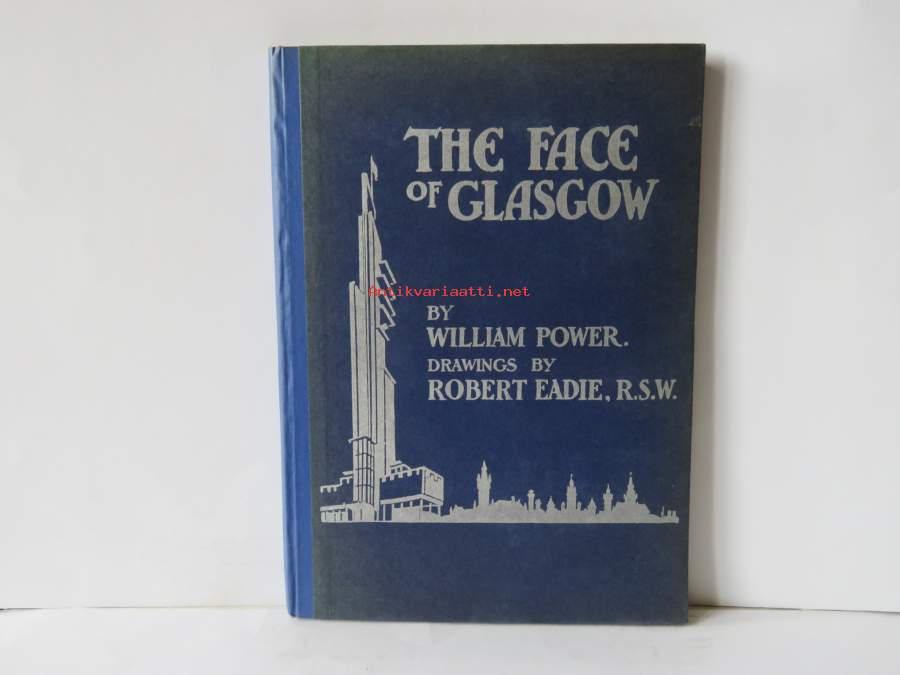 THE FACE
OF GLASGOW
Antikvariaatti.net
BY
WILLIAM POWER.
DRAWINGS BY
ROBERT EADIE, R.S.W.